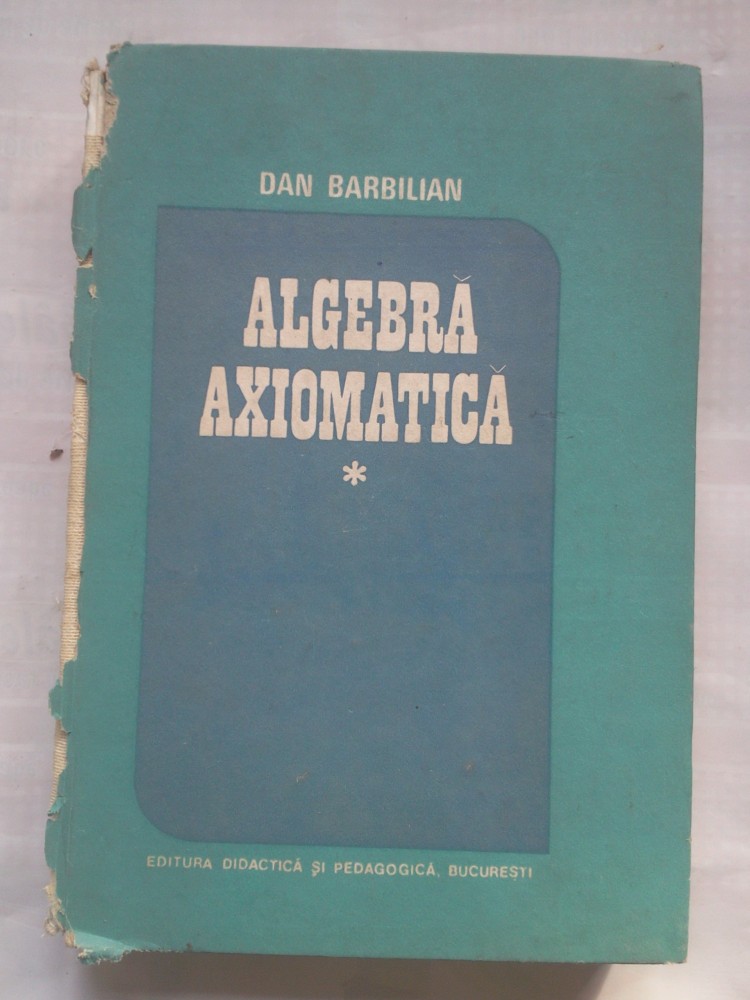 DAN BARBILIAN
ALGEBRĂ
AXIOMATICĂ
*
EDITURA DIDACTICĂ ŞI PEDAGOGICĂ, BUCUREŞTI